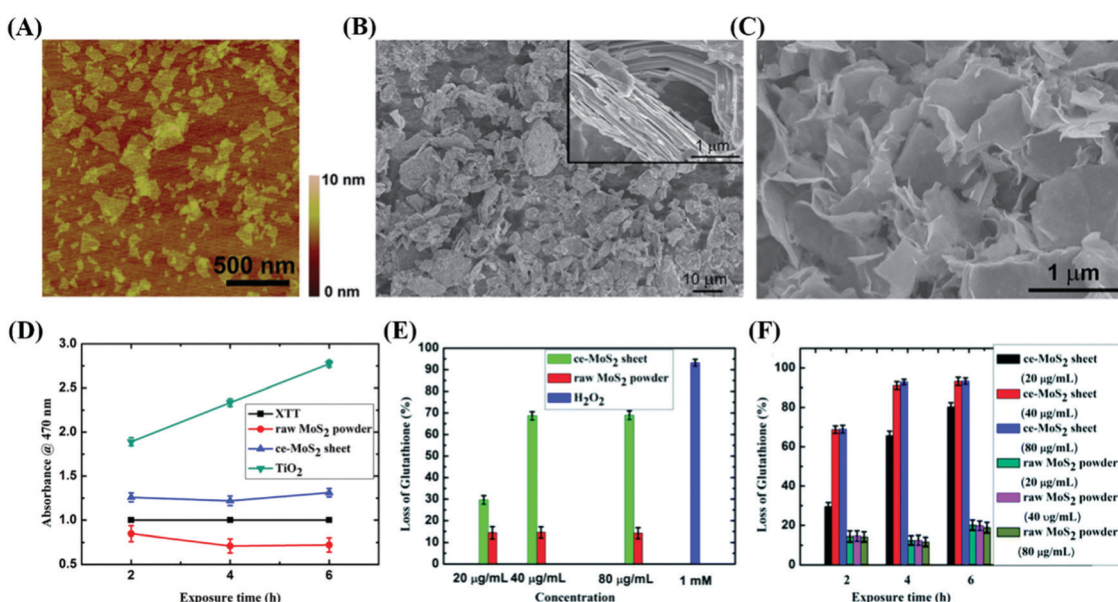 (A)
500 nm
10 nm
0 nm
(B)
1 μm
10 μm
(C)
1 μm
(D)
Absorbance @ 470 nm
3.0
2.5
2.0
1.5
1.0
0.5
XTT
raw MoS2 powder
ce-MoS2 sheet
TiO2
2 4 6
Exposure time (h)
(E)
Loss of Glutathione (%)
100
90
80
70
60
50
40
30
20
10
0
ce-MoS2 sheet
raw MoS2 powder
H2O2
20 μg/mL 40 μg/mL 80 μg/mL 1 mM
Concentration
(F)
Loss of Glutathione (%)
100
80
60
40
20
0
ce-MoS2 sheet
(20 μg/mL)
ce-MoS2 sheet
(40 μg/mL)
ce-MoS2 sheet
(80 μg/mL)
raw MoS2 powder
(20 μg/mL)
raw MoS2 powder
(40 υg/mL)
raw MoS2 powder
(80 μg/mL)
2 4 6
Exposure time (h)